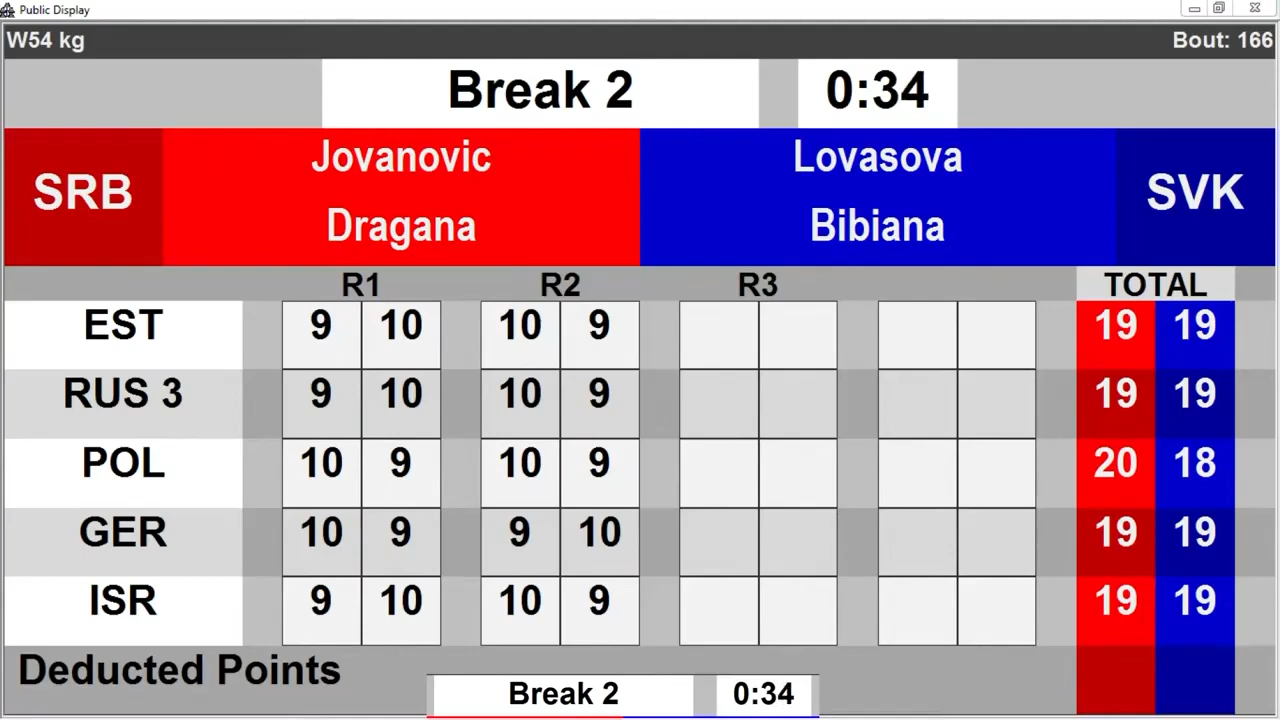 Public Display
W54 kg Bout: 166
Break 2 0:34
SRB Jovanovic Dragana Lovasova Bibiana SVK
R1 R2 R3 TOTAL
EST 9 10 10 9 19 19
RUS 3 9 10 10 9 19 19
POL 10 9 10 9 20 18
GER 10 9 9 10 19 19
ISR 9 10 10 9 19 19
Deducted Points
Break 2 0:34